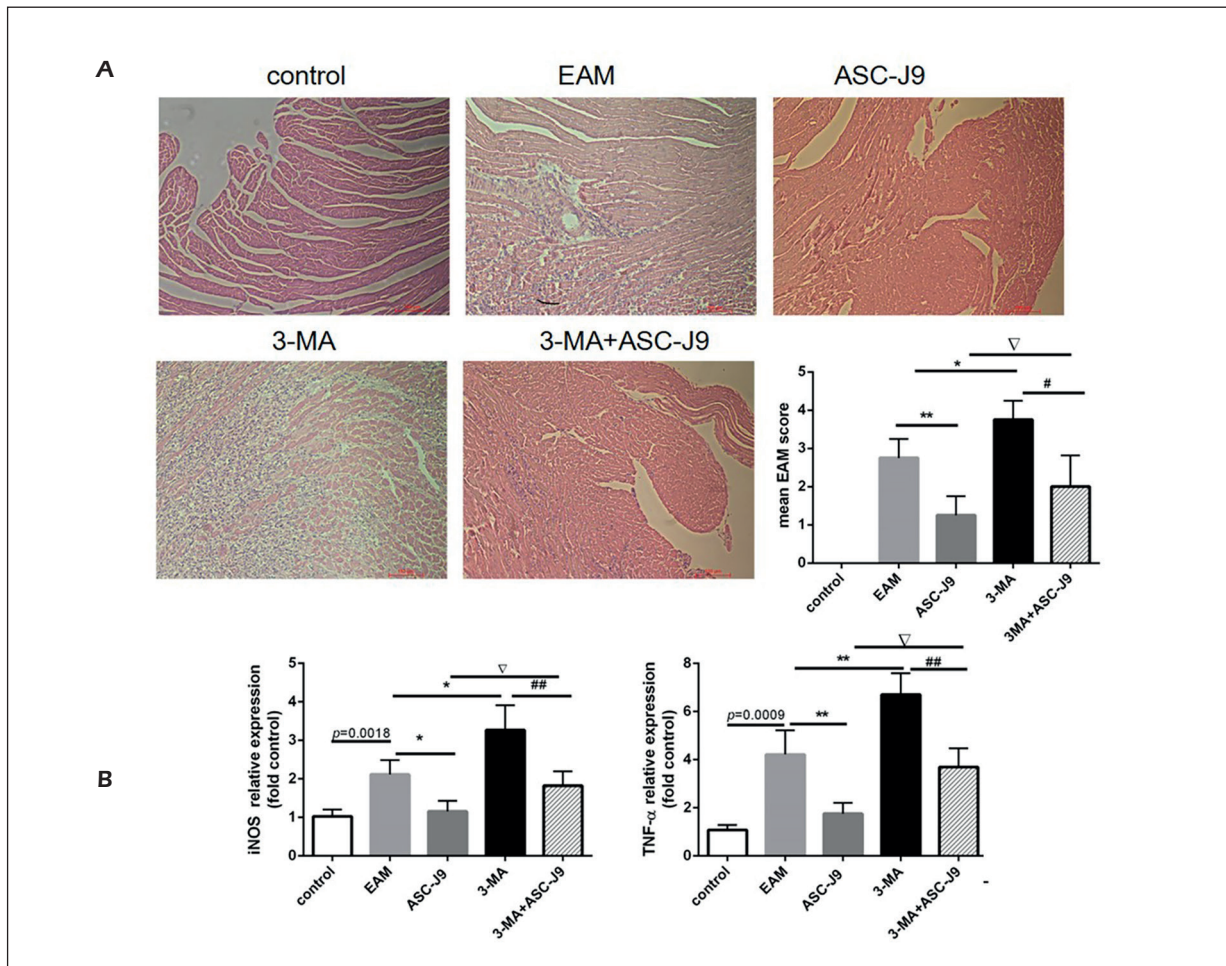 A
control
EAM
ASC-J9
3-MA
3-MA+ASC-J9
mean EAM score
5
4
3
2
1
0
**
*
▽
#
control
EAM
ASC-J9
3-MA
3MA+ASC-J9
B
iNOS relative expression
(fold control)
5
4
3
2
1
0
p=0.0018
*
*
▽
##
control
EAM
ASC-J9
3-MA
3-MA+ASC-J9
TNF-α relative expression
(fold control)
8
6
4
2
0
p=0.0009
**
**
▽
##
control
EAM
ASC-J9
3-MA
3-MA+ASC-J9
-